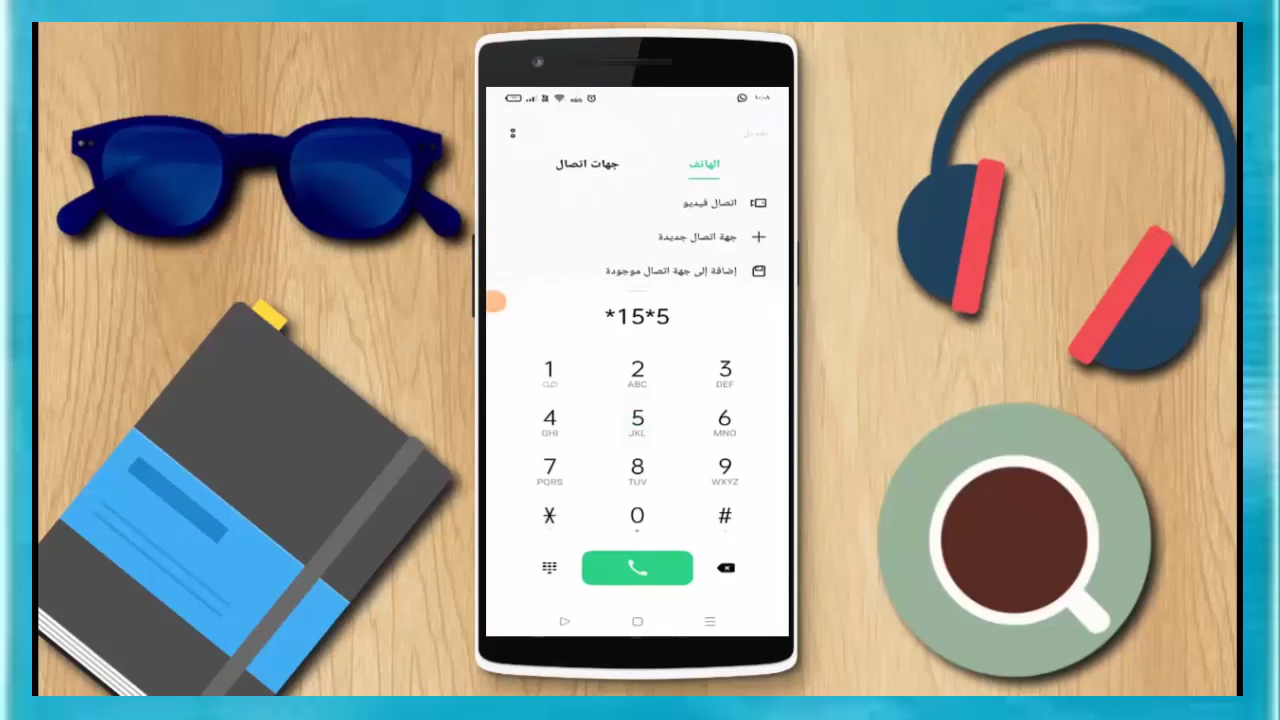 تعديل
الهاتف جهات اتصال
اتصال فيديو
جهة اتصال جديدة
إضافة إلى جهة اتصال موجودة
*15*5
1 2 3
ABC DEF
4 5 6
GHI JKL MNO
7 8 9
PQRS TUV WXYZ
* 0 #
+